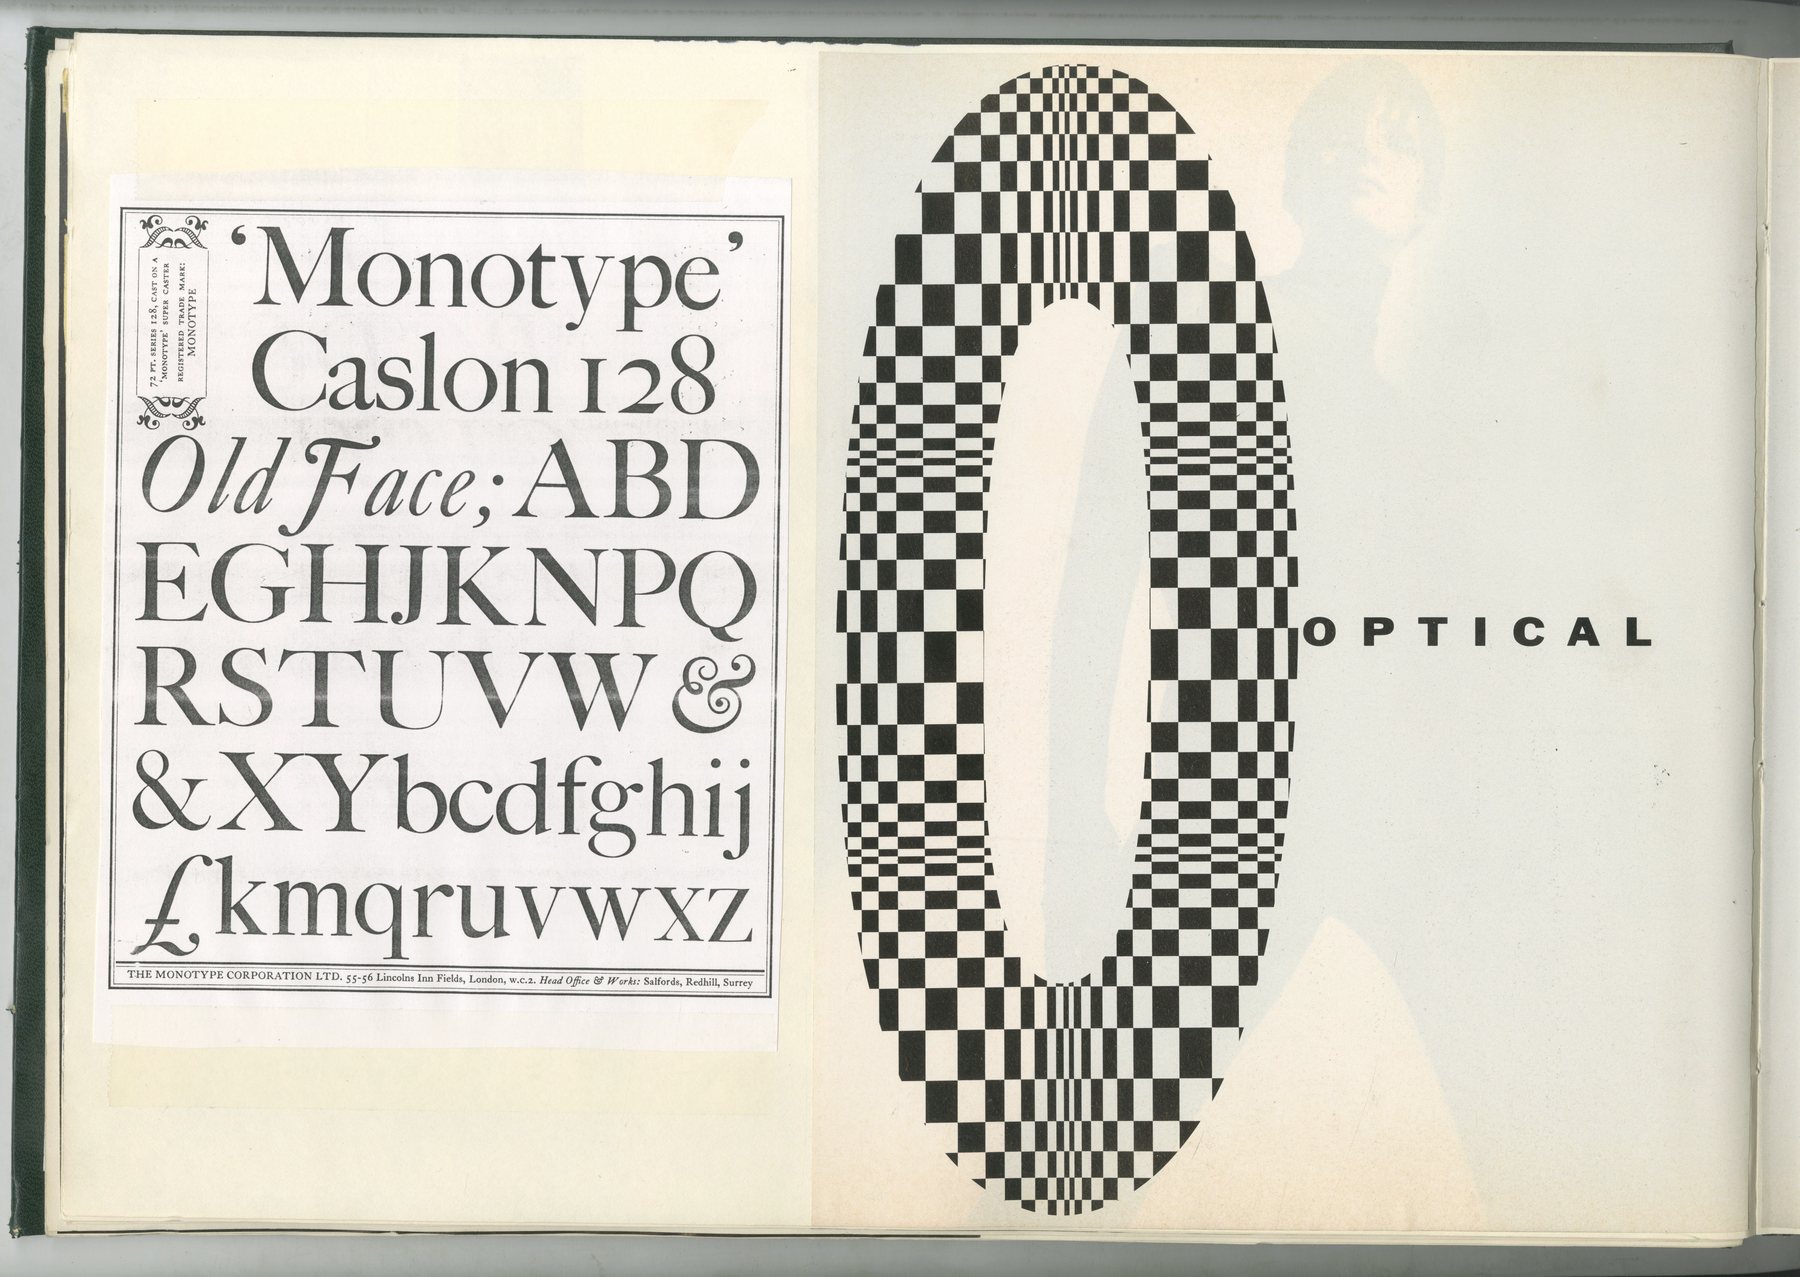 72 PT. SERIES 128, CAST ON A
'MONOTYPE' SUPER CASTER
REGISTERED TRADE MARK:
MONOTYPE
‘Monotype’
Caslon 128
Old Face; ABD
EGHJKNPQ
RSTUVW &
& XY bcdfghij
£kmqruvwxz
THE MONOTYPE CORPORATION LTD. 55-56 Lincolns Inn Fields, London, W.C.2. Head Office & Works: Salfords, Redhill, Surrey
O
OPTICAL